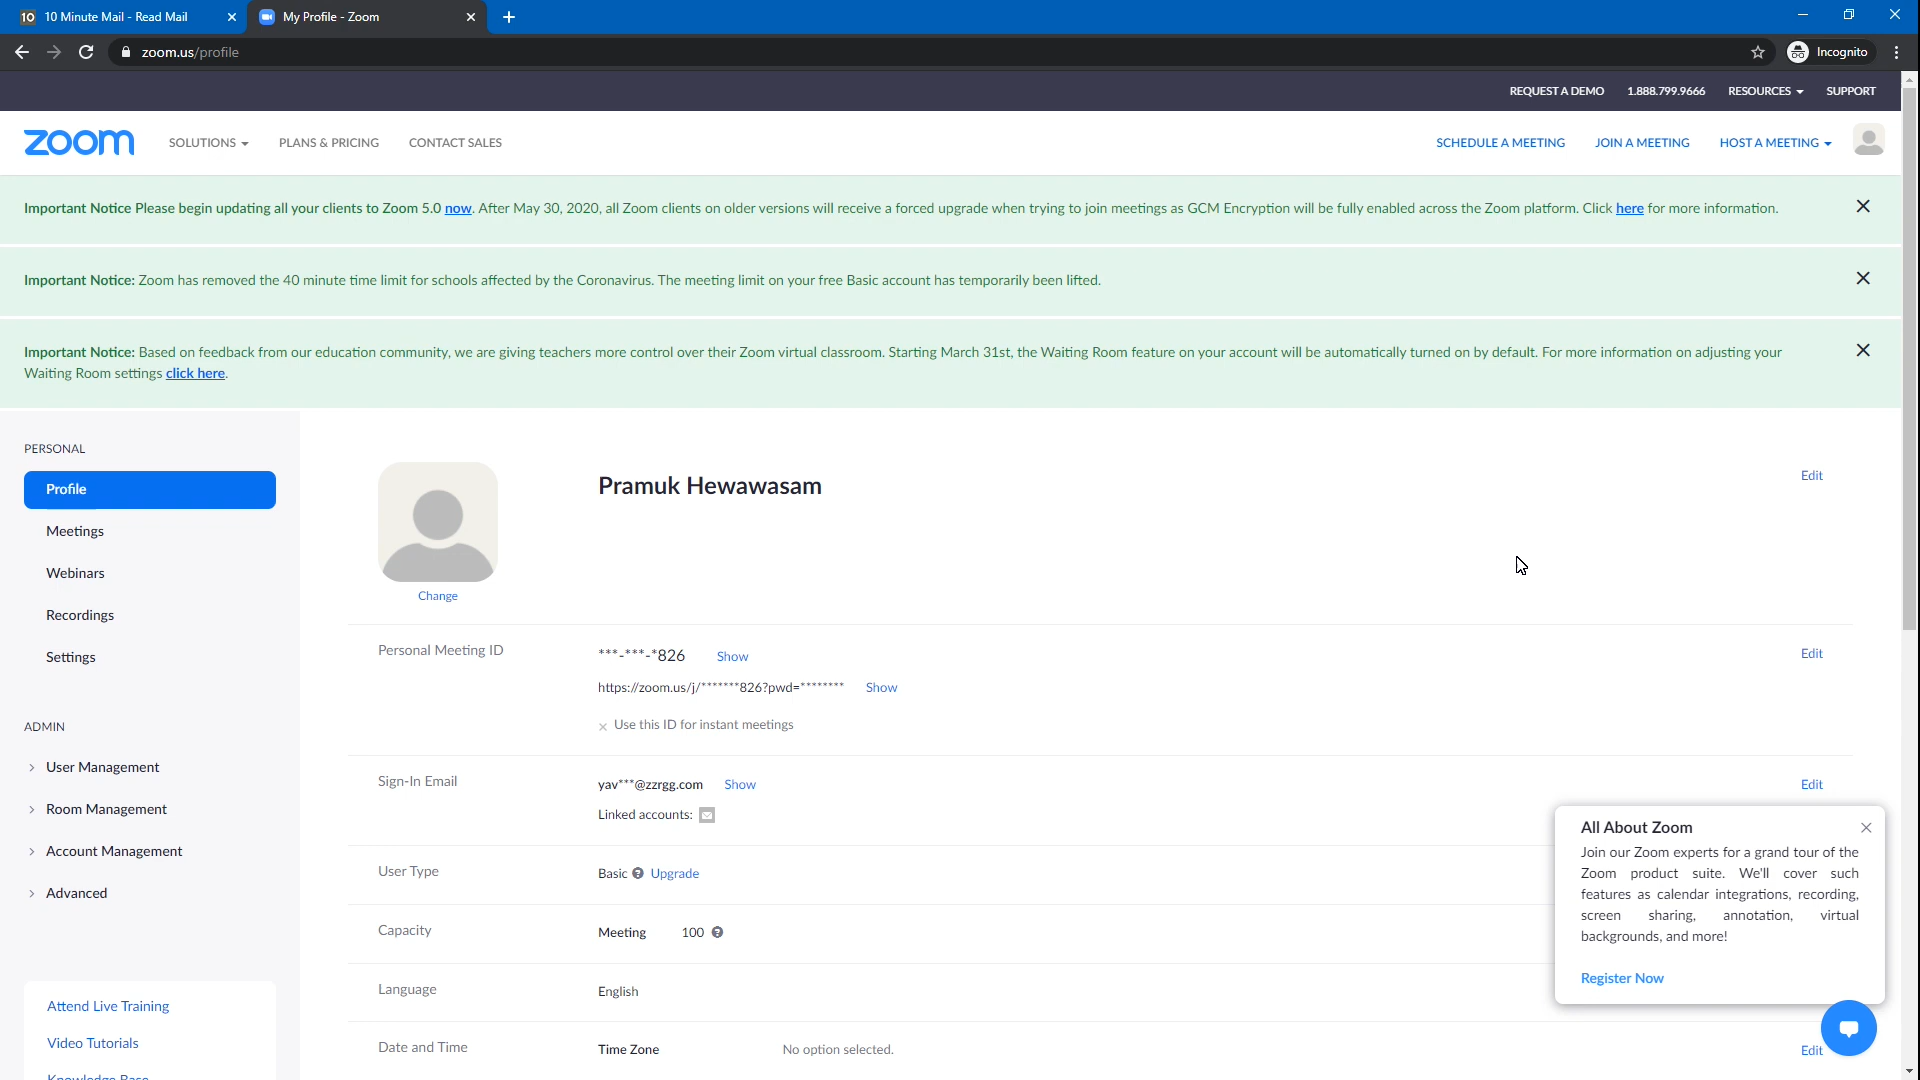 10 Minute Mail - Read Mail
My Profile - Zoom
zoom.us/profile
Incognito
REQUEST A DEMO 1.888.799.9666 RESOURCES SUPPORT
zoom SOLUTIONS PLANS & PRICING CONTACT SALES SCHEDULE A MEETING JOIN A MEETING HOST A MEETING
Important Notice Please begin updating all your clients to Zoom 5.0 now. After May 30, 2020, all Zoom clients on older versions will receive a forced upgrade when trying to join meetings as GCM Encryption will be fully enabled across the Zoom platform. Click here for more information.
Important Notice: Zoom has removed the 40 minute time limit for schools affected by the Coronavirus. The meeting limit on your free Basic account has temporarily been lifted.
Important Notice: Based on feedback from our education community, we are giving teachers more control over their Zoom virtual classroom. Starting March 31st, the Waiting Room feature on your account will be automatically turned on by default. For more information on adjusting your
Waiting Room settings click here.
PERSONAL
Profile
Meetings
Webinars
Recordings
Settings
ADMIN
User Management
Room Management
Account Management
Advanced
Attend Live Training
Video Tutorials
Knowledge Base
Change
Pramuk Hewawasam
Edit
Personal Meeting ID ***-***-*826 Show Edit
https://zoom.us/j/*******826?pwd=******** Show
× Use this ID for instant meetings
Sign-In Email yav***@zzrgg.com Show Edit
Linked accounts:
User Type Basic Upgrade
Capacity Meeting 100
Language English
Date and Time Time Zone No option selected. Edit
All About Zoom
Join our Zoom experts for a grand tour of the
Zoom product suite. We'll cover such
features as calendar integrations, recording,
screen sharing, annotation, virtual
backgrounds, and more!
Register Now